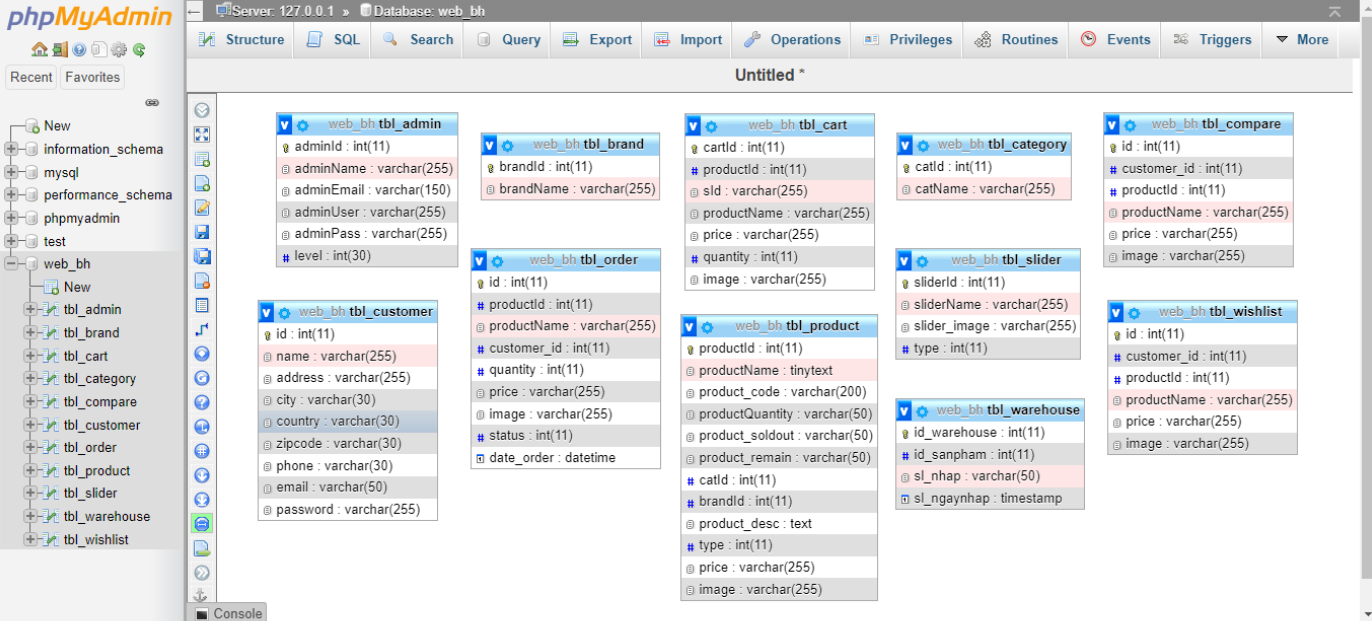 phpMyAdmin
Recent
Favorites
New
information_schema
mysql
performance_schema
phpmyadmin
test
web_bh
New
tbl_admin
tbl_brand
tbl_cart
tbl_category
tbl_compare
tbl_customer
tbl_order
tbl_product
tbl_slider
tbl_warehouse
tbl_wishlist
Server: 127.0.0.1 » Database: web_bh
Structure
SQL
Search
Query
Export
Import
Operations
Privileges
Routines
Events
Triggers
More
Untitled *
web_bh tbl_admin
adminId : int(11)
adminName : varchar(255)
adminEmail : varchar(150)
adminUser : varchar(255)
adminPass : varchar(255)
level : int(30)
web_bh tbl_brand
brandId : int(11)
brandName : varchar(255)
web_bh tbl_cart
cartId : int(11)
productId : int(11)
sId : varchar(255)
productName : varchar(255)
price : varchar(255)
quantity : int(11)
image : varchar(255)
web_bh tbl_category
catId : int(11)
catName : varchar(255)
web_bh tbl_compare
id : int(11)
customer_id : int(11)
productId : int(11)
productName : varchar(255)
price : varchar(255)
image : varchar(255)
web_bh tbl_customer
id : int(11)
name : varchar(255)
address : varchar(255)
city : varchar(30)
country : varchar(30)
zipcode : varchar(30)
phone : varchar(30)
email : varchar(50)
password : varchar(255)
web_bh tbl_order
id : int(11)
productId : int(11)
productName : varchar(255)
customer_id : int(11)
quantity : int(11)
price : varchar(255)
image : varchar(255)
status : int(11)
date_order : datetime
web_bh tbl_product
productId : int(11)
productName : tinytext
product_code : varchar(200)
productQuantity : varchar(50)
product_soldout : varchar(50)
product_remain : varchar(50)
catId : int(11)
brandId : int(11)
product_desc : text
type : int(11)
price : varchar(255)
image : varchar(255)
web_bh tbl_slider
sliderId : int(11)
sliderName : varchar(255)
slider_image : varchar(255)
type : int(11)
web_bh tbl_warehouse
id_warehouse : int(11)
id_sanpham : int(11)
sl_nhap : varchar(50)
sl_ngaynhap : timestamp
web_bh tbl_wishlist
id : int(11)
customer_id : int(11)
productId : int(11)
productName : varchar(255)
price : varchar(255)
image : varchar(255)
Console